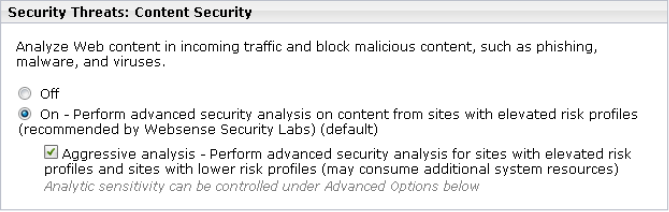 Security Threats: Content Security
Analyze Web content in incoming traffic and block malicious content, such as phishing,
malware, and viruses.
Off
On - Perform advanced security analysis on content from sites with elevated risk profiles
(recommended by Websense Security Labs) (default)
Aggressive analysis - Perform advanced security analysis for sites with elevated risk
profiles and sites with lower risk profiles (may consume additional system resources)
Analytic sensitivity can be controlled under Advanced Options below